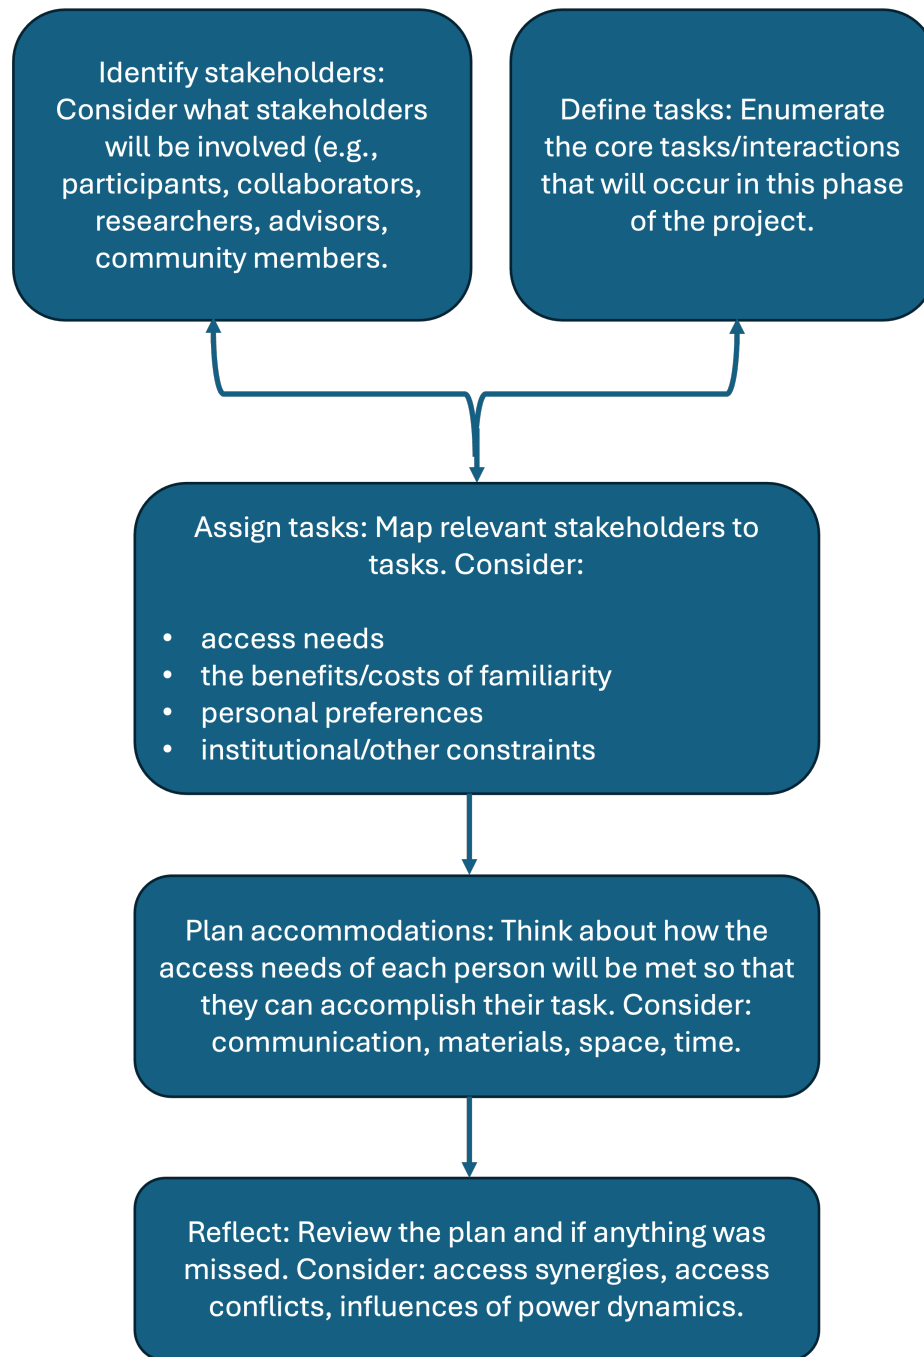 Identify stakeholders:
Consider what stakeholders
will be involved (e.g.,
participants, collaborators,
researchers, advisors,
community members.
Define tasks: Enumerate
the core tasks/interactions
that will occur in this phase
of the project.
Assign tasks: Map relevant stakeholders to
tasks. Consider:
• access needs
• the benefits/costs of familiarity
• personal preferences
• institutional/other constraints
Plan accommodations: Think about how the
access needs of each person will be met so that
they can accomplish their task. Consider:
communication, materials, space, time.
Reflect: Review the plan and if anything was
missed. Consider: access synergies, access
conflicts, influences of power dynamics.